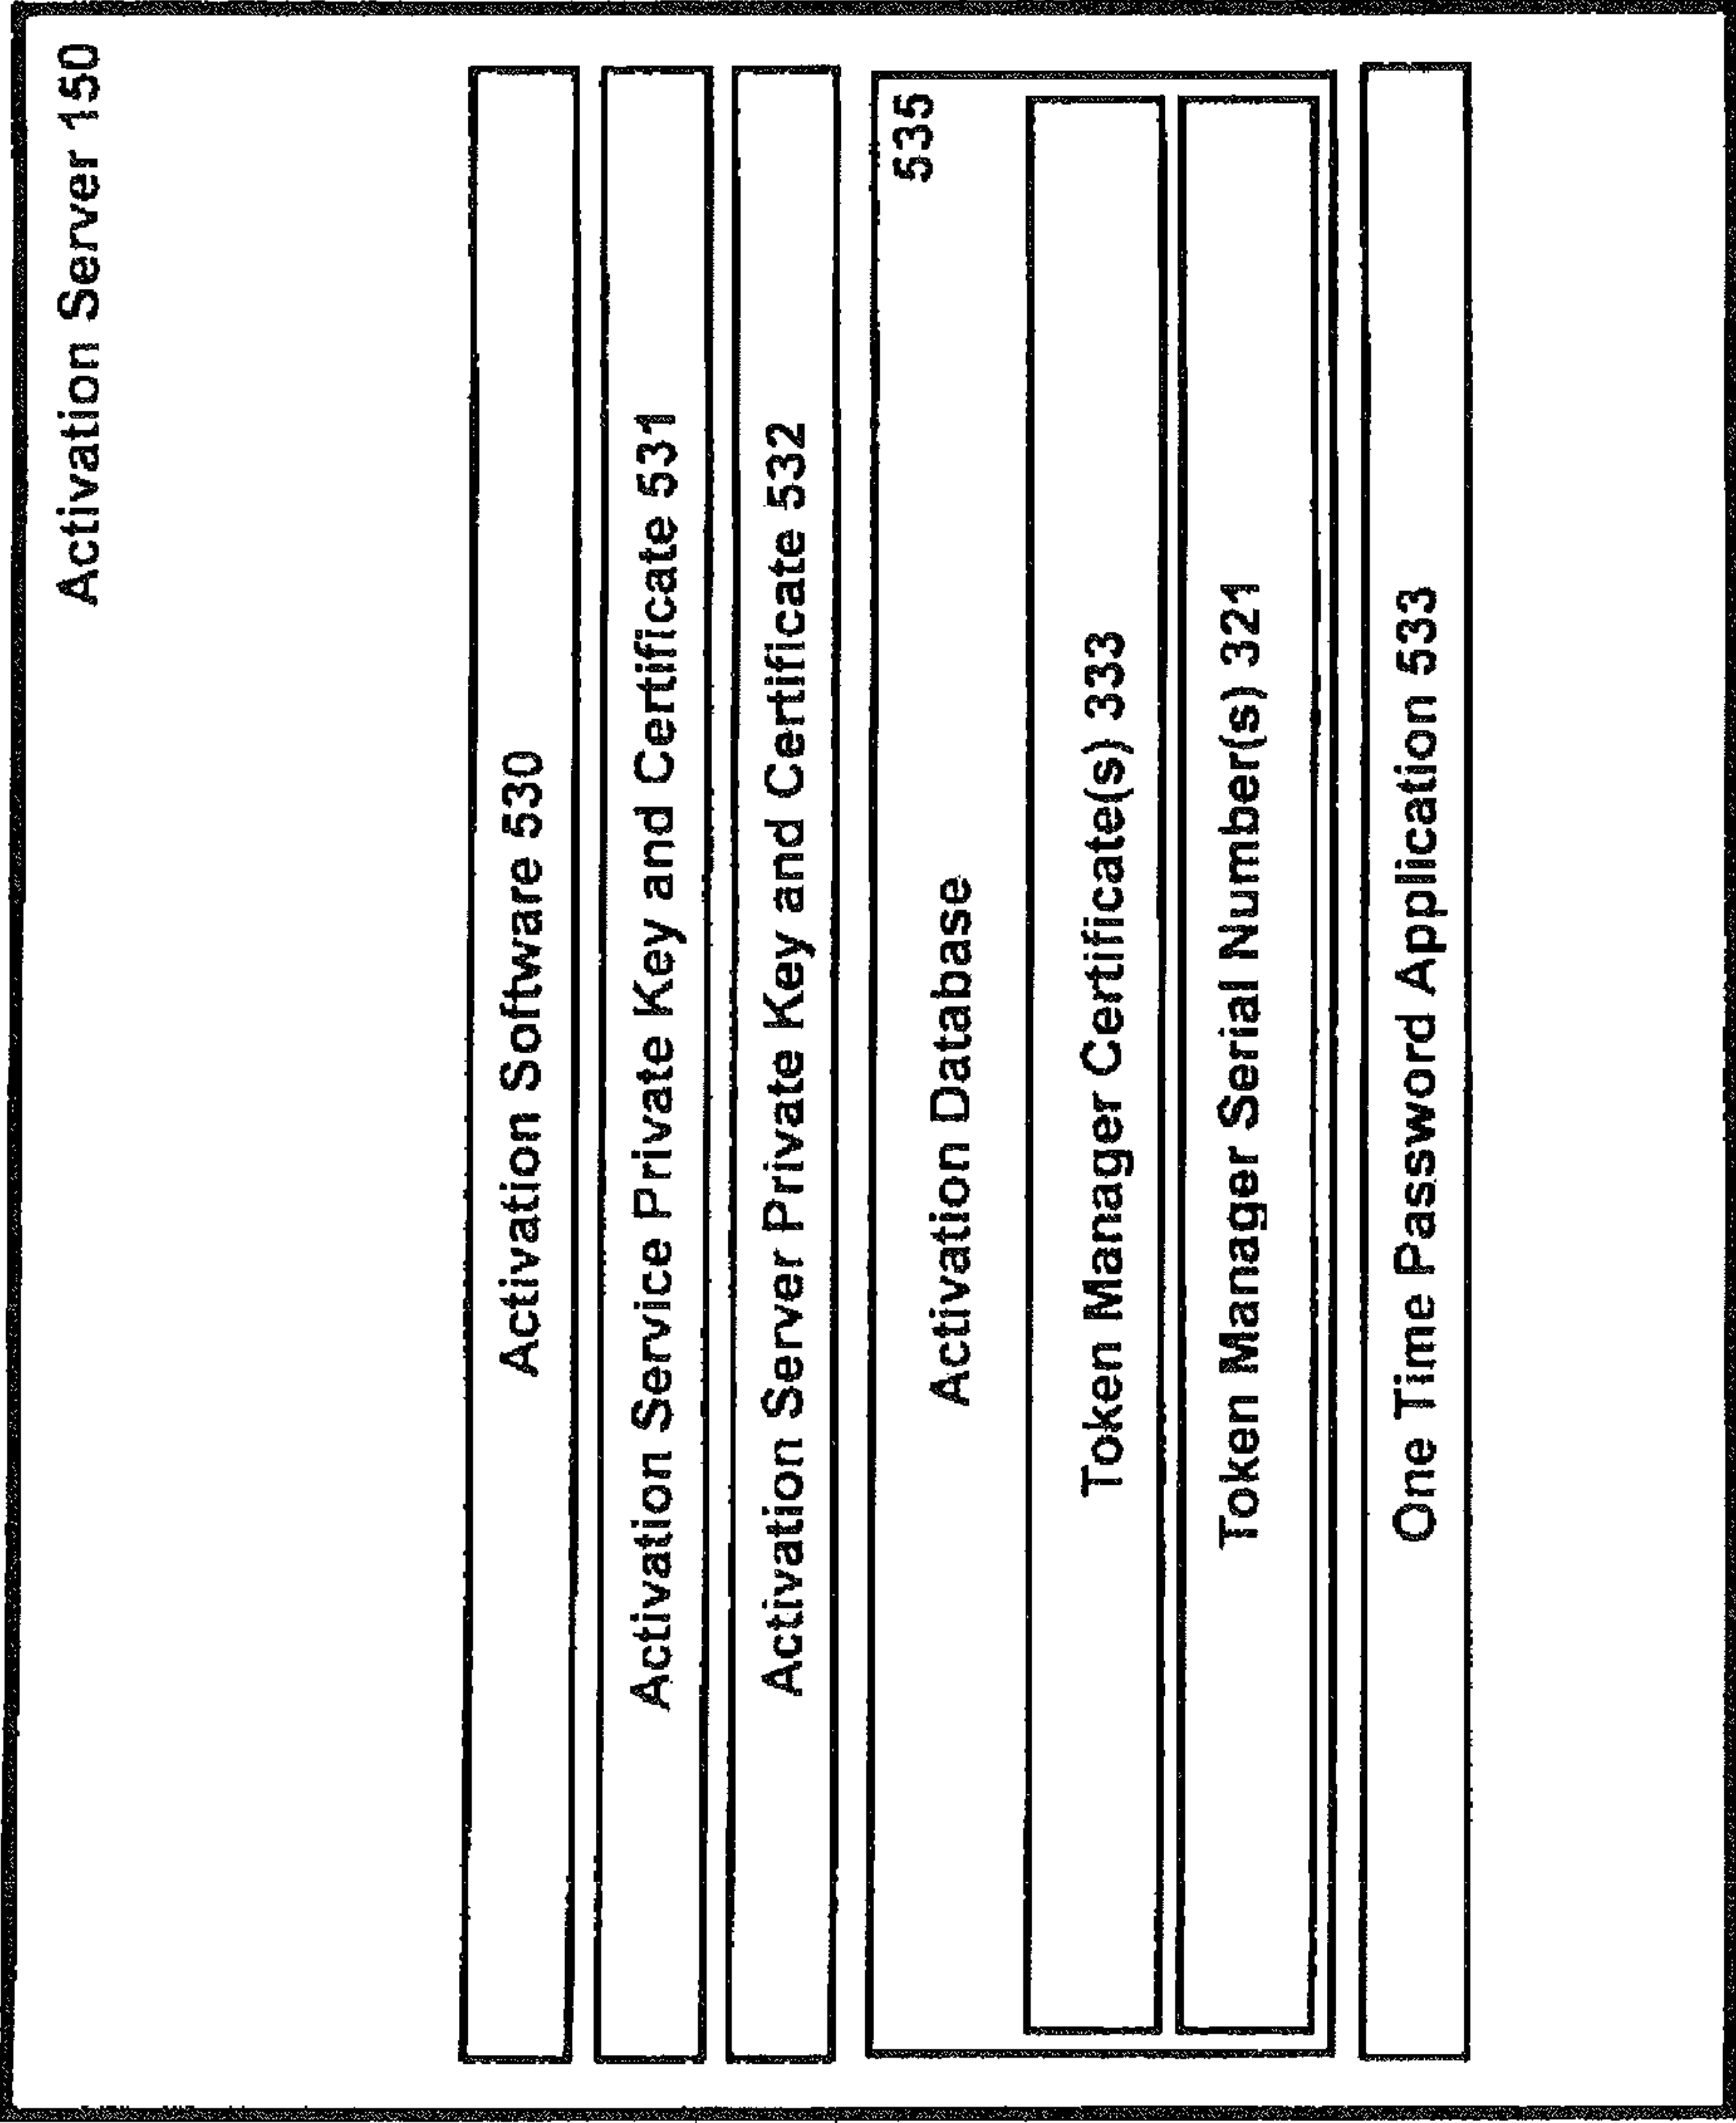 Activation Server 150
Activation Software 530
Activation Service Private Key and Certificate 531
Activation Server Private Key and Certificate 532
535
Activation Database
Token Manager Certificate(s) 333
Token Manager Serial Number(s) 321
One Time Password Application 533